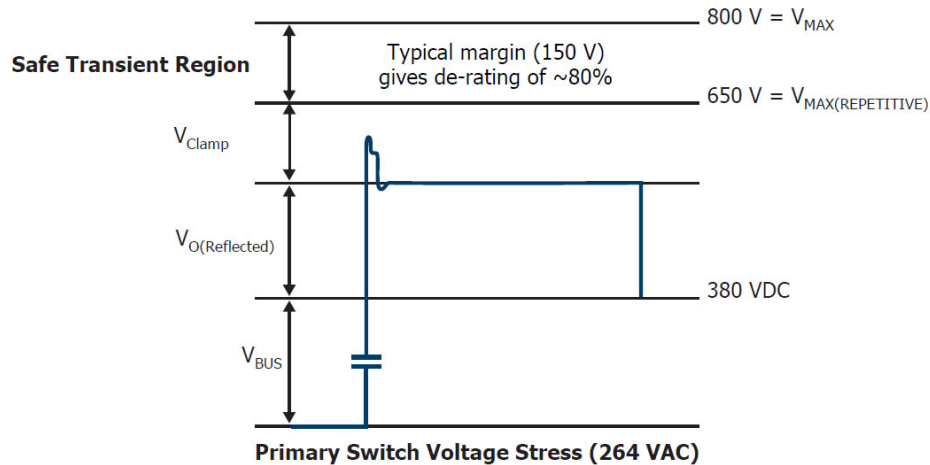 800 V = VMAX
Safe Transient Region
Typical margin (150 V)
gives de-rating of ~80%
650 V = VMAX(REPETITIVE)
VClamp
VO(Reflected)
380 VDC
VBUS
Primary Switch Voltage Stress (264 VAC)